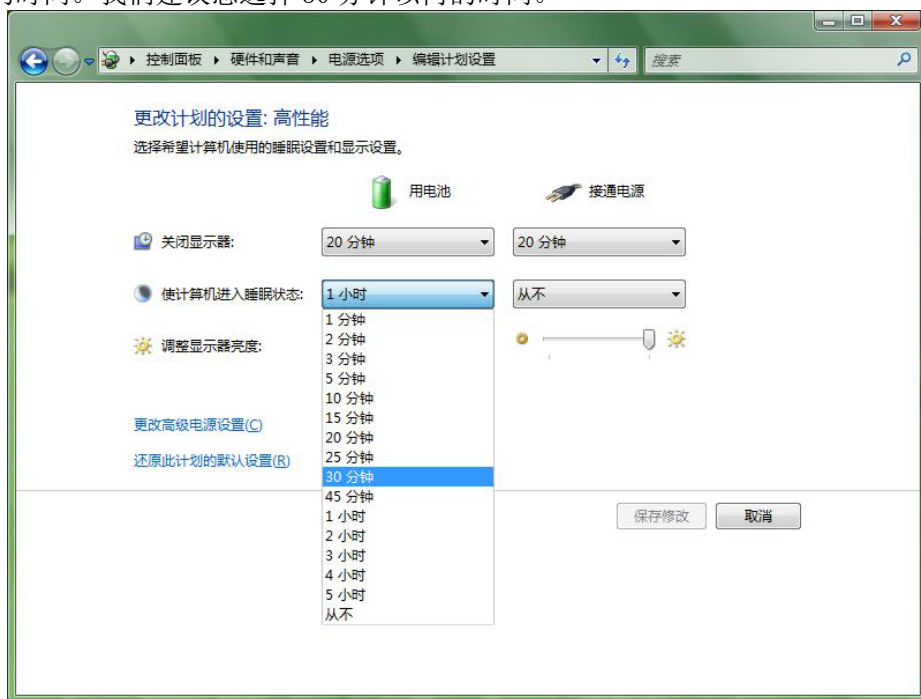 的时间。我们建议您选择 30 分钟以内的时间。
控制面板 ▸ 硬件和声音 ▸ 电源选项 ▸ 编辑计划设置
搜索
更改计划的设置: 高性能
选择希望计算机使用的睡眠设置和显示设置。
用电池 接通电源
关闭显示器: 20 分钟 20 分钟
使计算机进入睡眠状态: 1 小时 从不
1 分钟
2 分钟
调整显示器亮度:
3 分钟
5 分钟
10 分钟
更改高级电源设置(C)
15 分钟
20 分钟
还原此计划的默认设置(R)
25 分钟
30 分钟
45 分钟
1 小时
保存修改 取消
2 小时
3 小时
4 小时
5 小时
从不